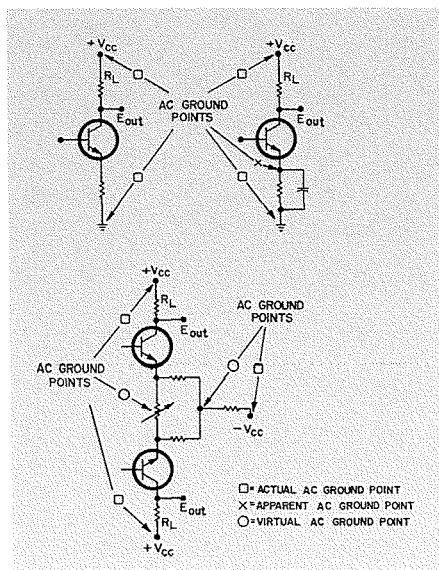 +VCC +VCC
RL RL
Eout AC GROUND POINTS Eout
X
+VCC
RL
Eout
AC GROUND POINTS
AC GROUND POINTS
-VCC
Eout
RL
+VCC
□= ACTUAL AC GROUND POINT
X= APPARENT AC GROUND POINT
○= VIRTUAL AC GROUND POINT